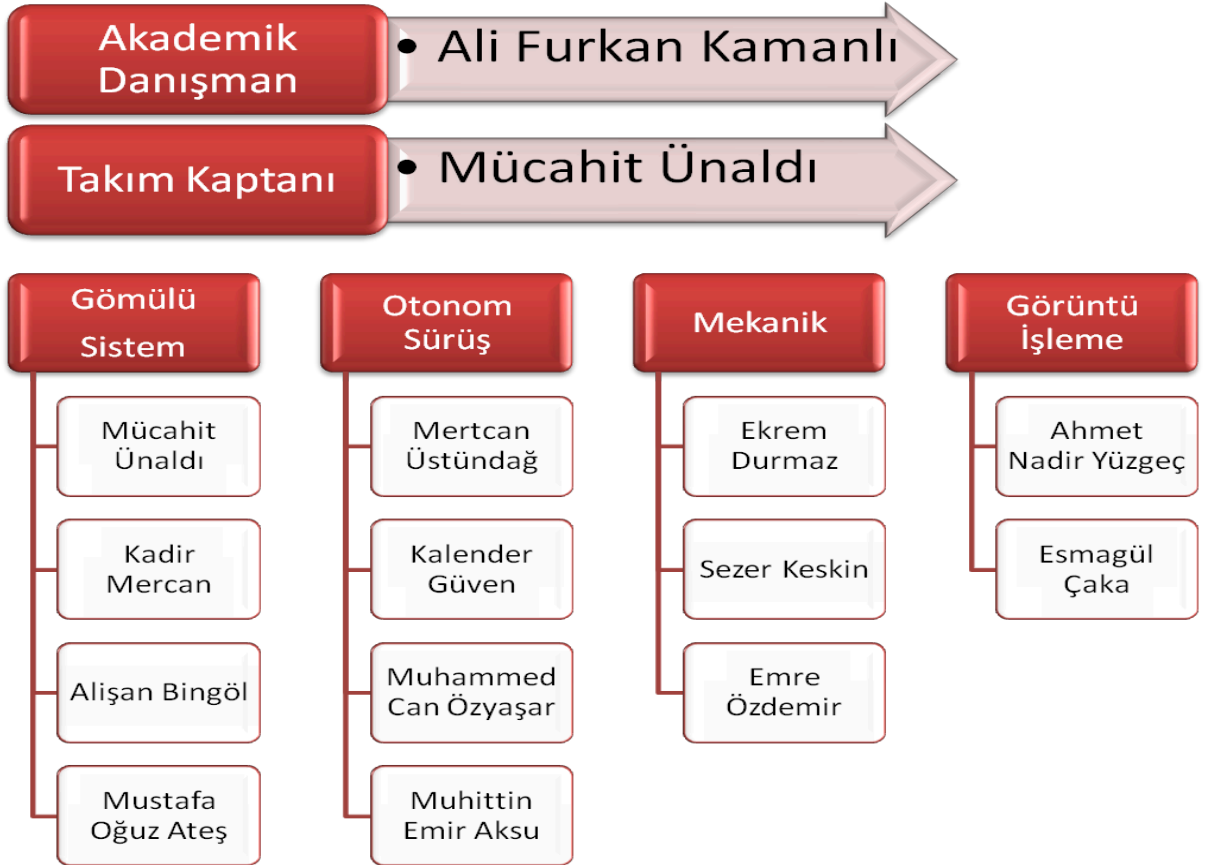 Akademik
Danışman
• Ali Furkan Kamanlı
Takım Kaptanı
• Mücahit Ünaldı
Gömülü
Sistem
Mücahit
Ünaldı
Kadir
Mercan
Alişan Bingöl
Mustafa
Oğuz Ateş
Otonom
Sürüş
Mertcan
Üstündağ
Kalender
Güven
Muhammed
Can Özyaşar
Muhittin
Emir Aksu
Mekanik
Ekrem
Durmaz
Sezer Keskin
Emre
Özdemir
Görüntü
İşleme
Ahmet
Nadir Yüzgeç
Esmagül
Çaka